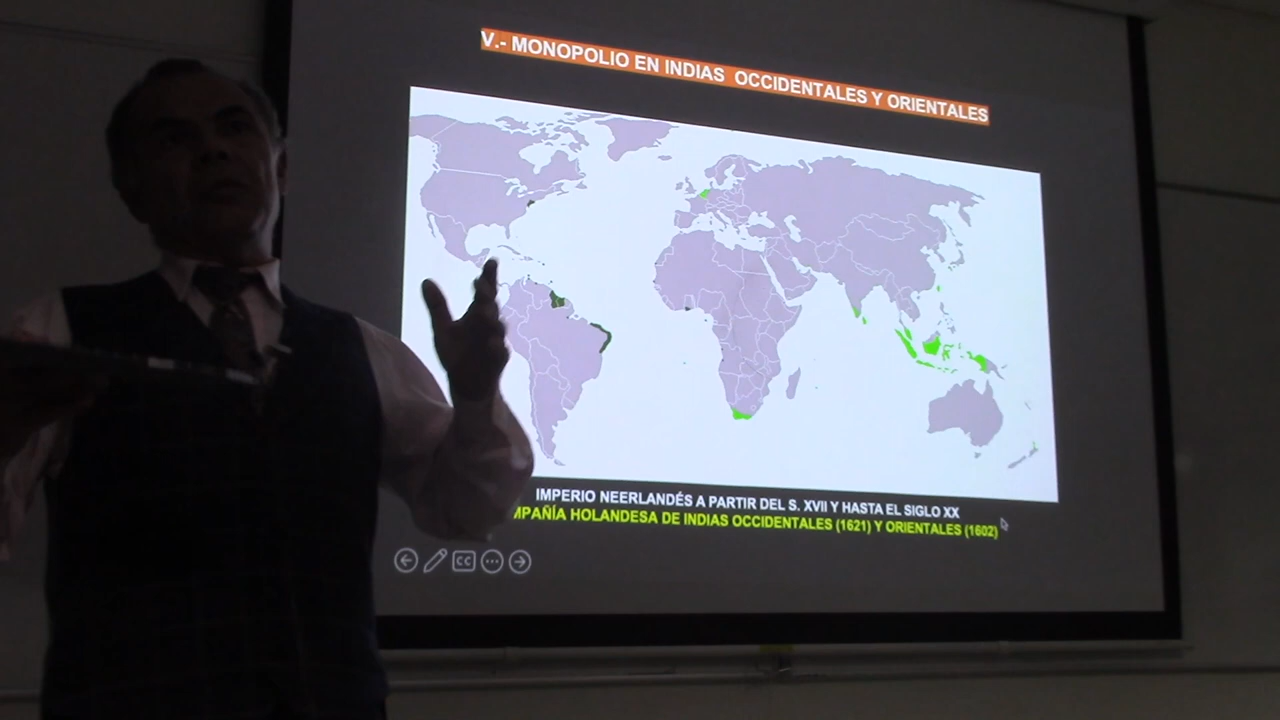 V.- MONOPOLIO EN INDIAS OCCIDENTALES Y ORIENTALES
IMPERIO NEERLANDÉS A PARTIR DEL S. XVII Y HASTA EL SIGLO XX
HOLANDESA DE INDIAS OCCIDENTALES (1621) Y ORIENTALES (1602)
CC